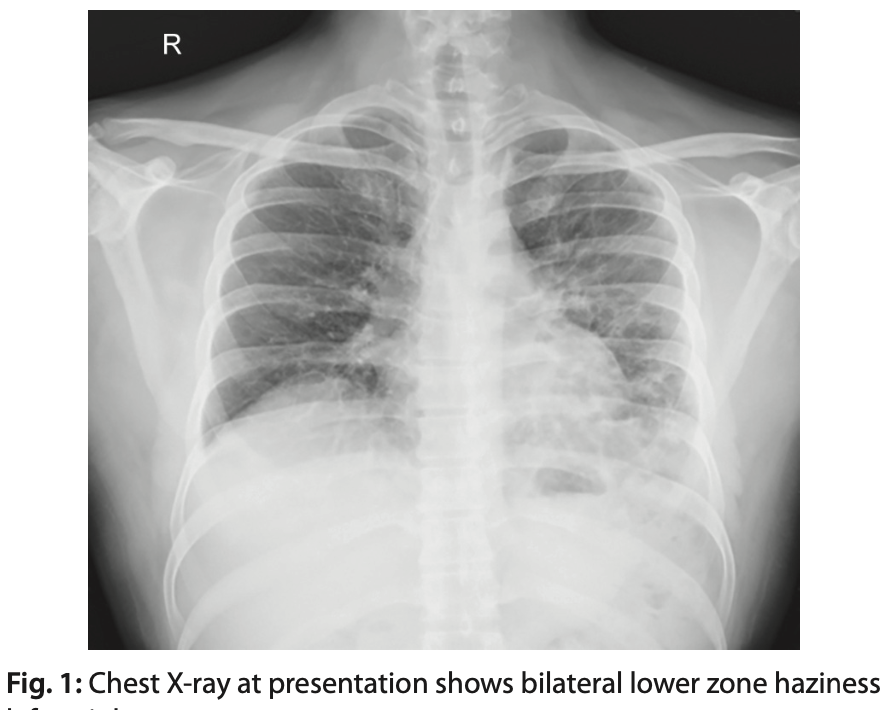 R
Fig. 1: Chest X-ray at presentation shows bilateral lower zone haziness